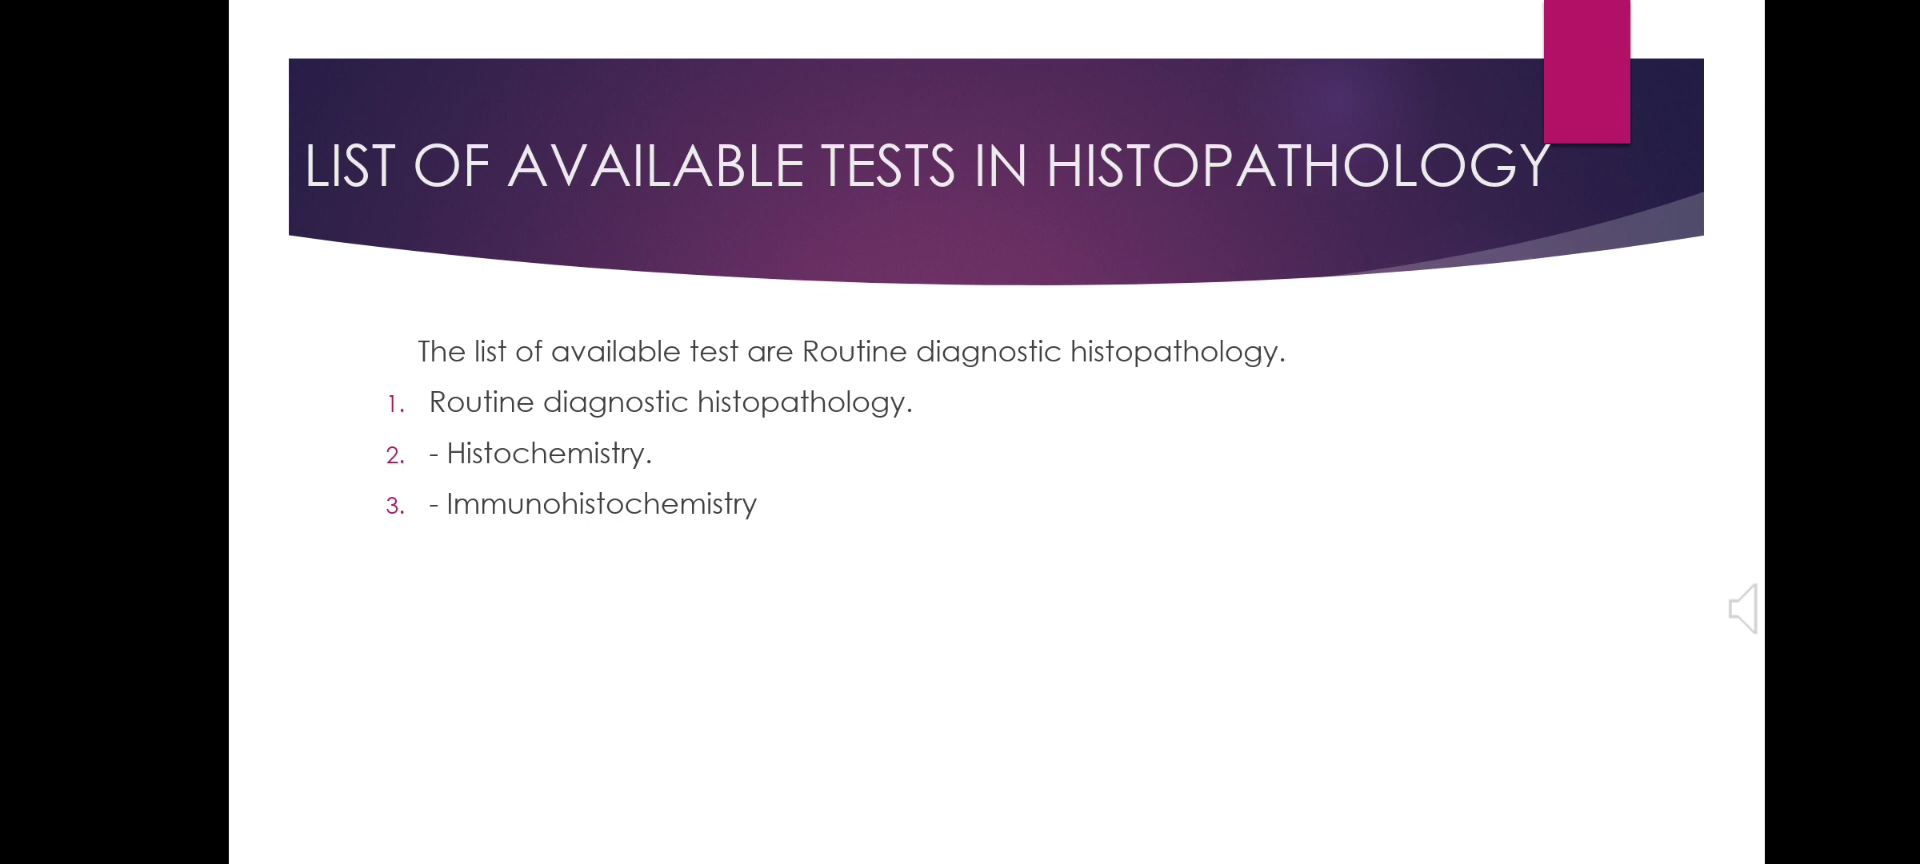 LIST OF AVAILABLE TESTS IN HISTOPATHOLOGY
The list of available test are Routine diagnostic histopathology.
1. Routine diagnostic histopathology.
2. - Histochemistry.
3. - Immunohistochemistry